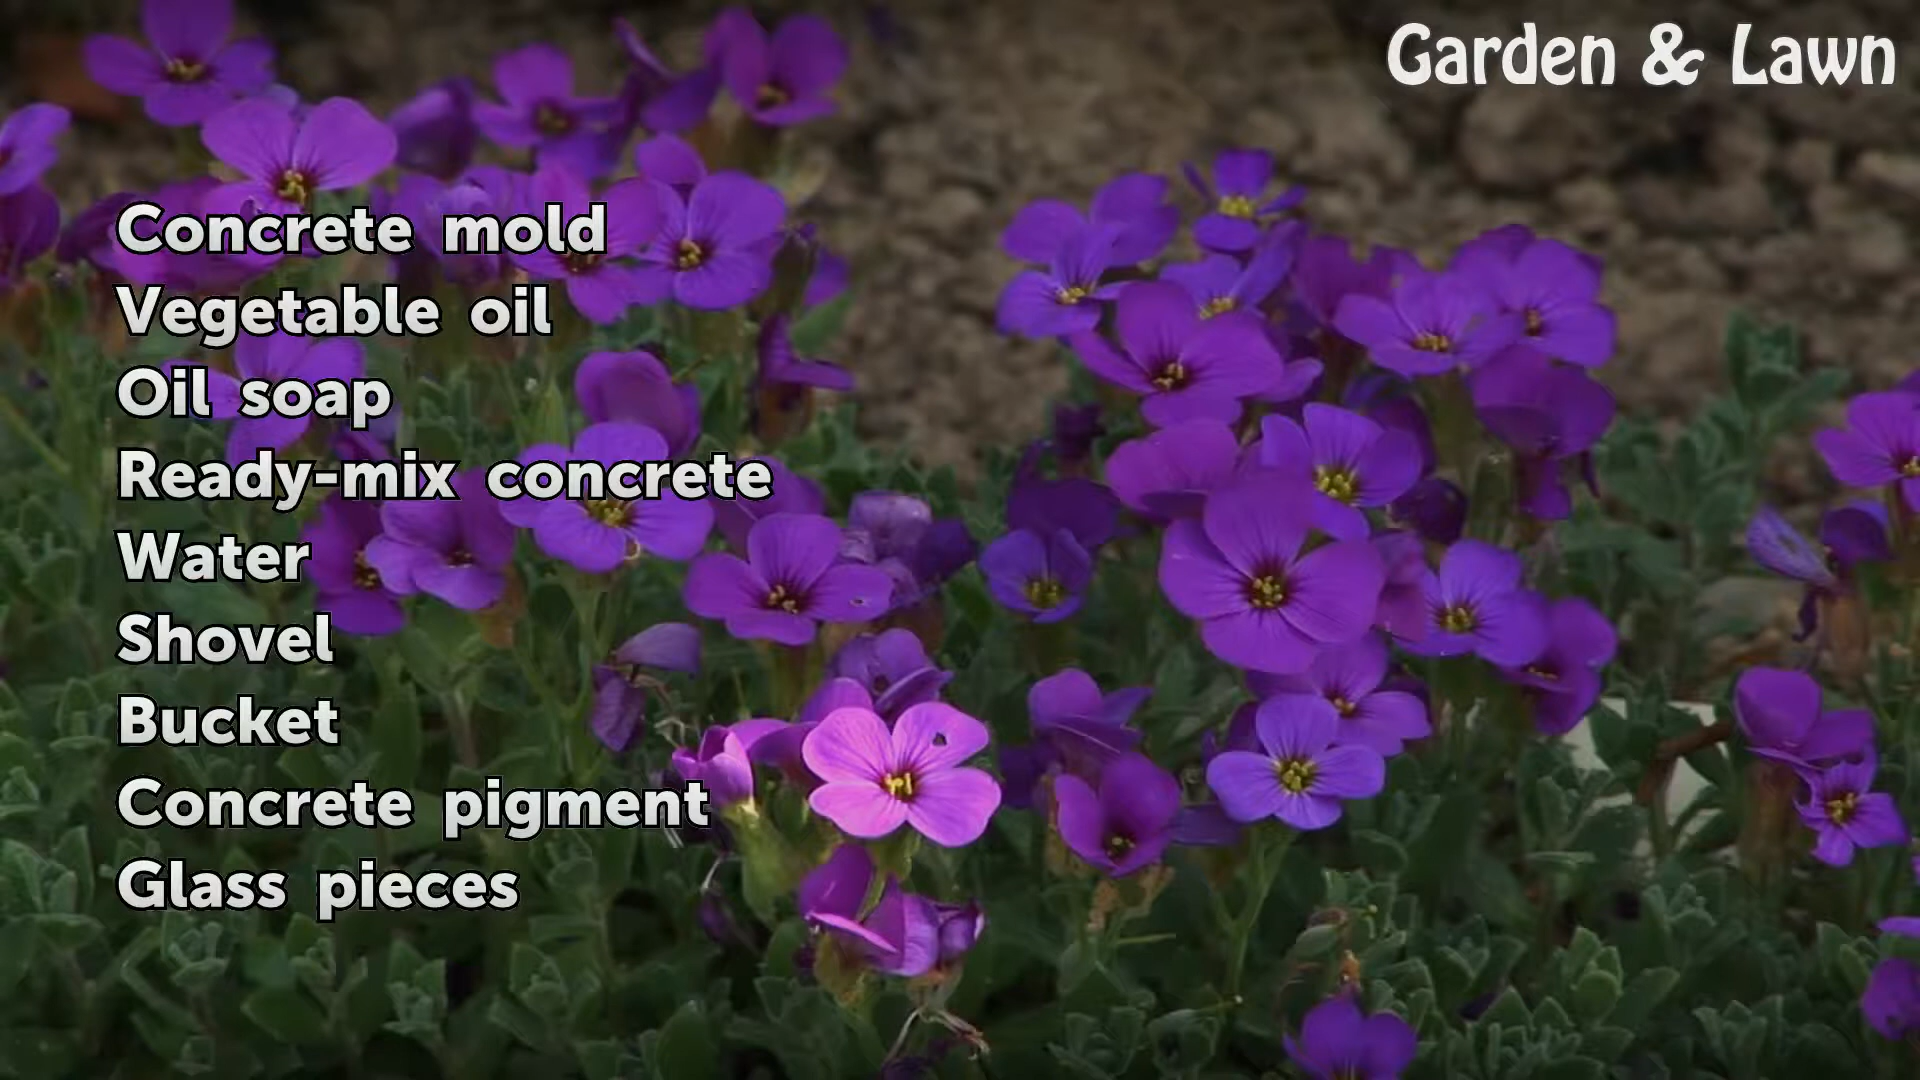 Garden & Lawn
Concrete mold
Vegetable oil
Oil soap
Ready-mix concrete
Water
Shovel
Bucket
Concrete pigment
Glass pieces